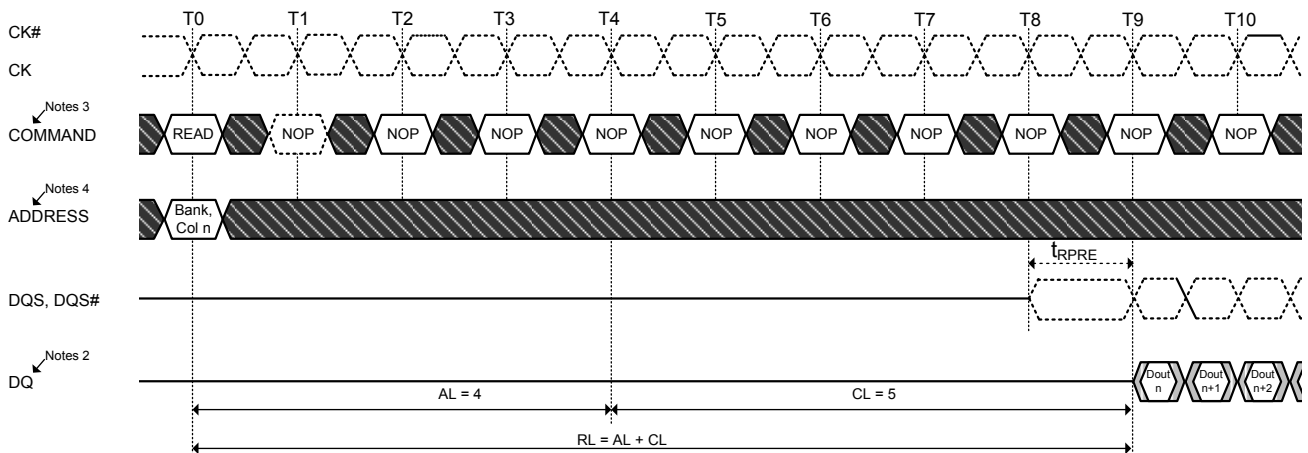 T0 T1 T2 T3 T4 T5 T6 T7 T8 T9 T10
CK#
CK
Notes 3
COMMAND READ NOP NOP NOP NOP NOP NOP NOP NOP NOP NOP
Notes 4
ADDRESS Bank, Col n
tRPRE
DQS, DQS#
Notes 2
DQ Dout n Dout n+1 Dout n+2
AL = 4 CL = 5
RL = AL + CL